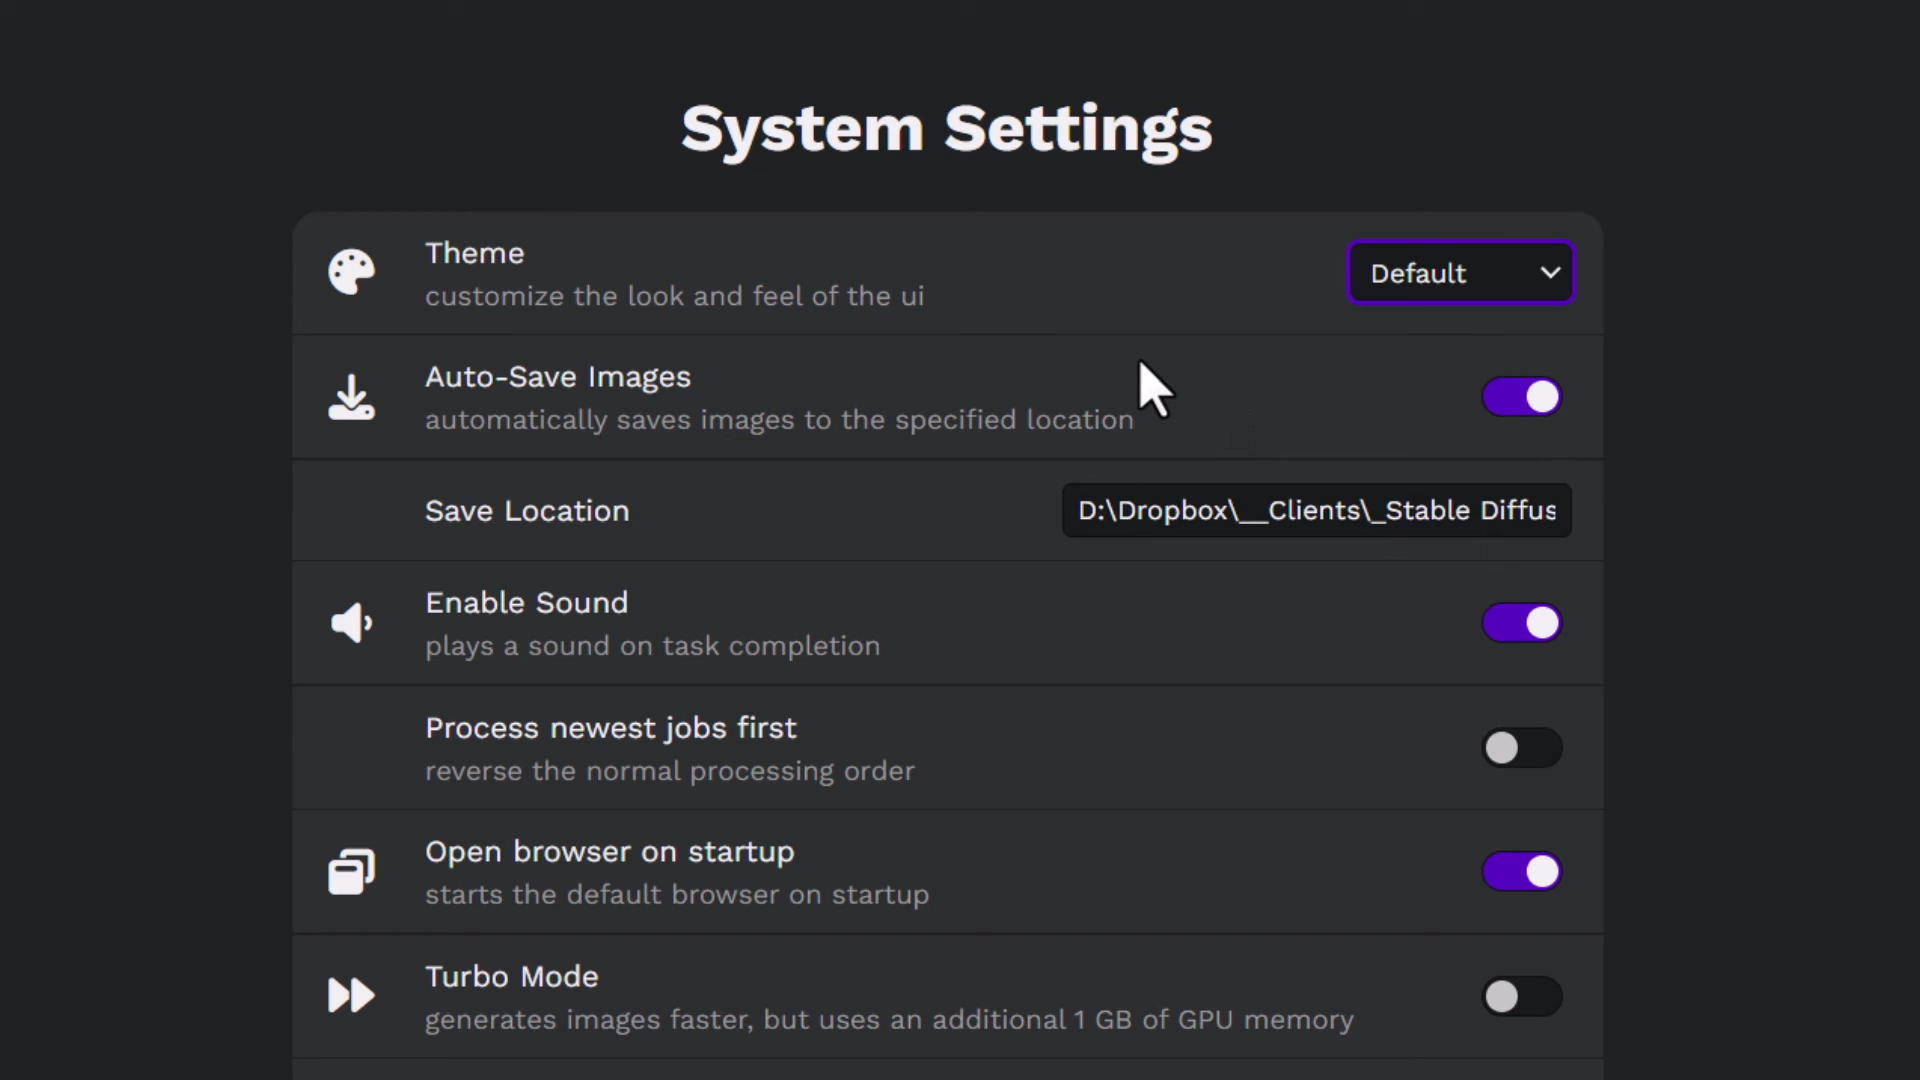 System Settings
Theme
customize the look and feel of the ui
Default
Auto-Save Images
automatically saves images to the specified location
Save Location
D:\Dropbox\__Clients\_Stable Diffus
Enable Sound
plays a sound on task completion
Process newest jobs first
reverse the normal processing order
Open browser on startup
starts the default browser on startup
Turbo Mode
generates images faster, but uses an additional 1 GB of GPU memory